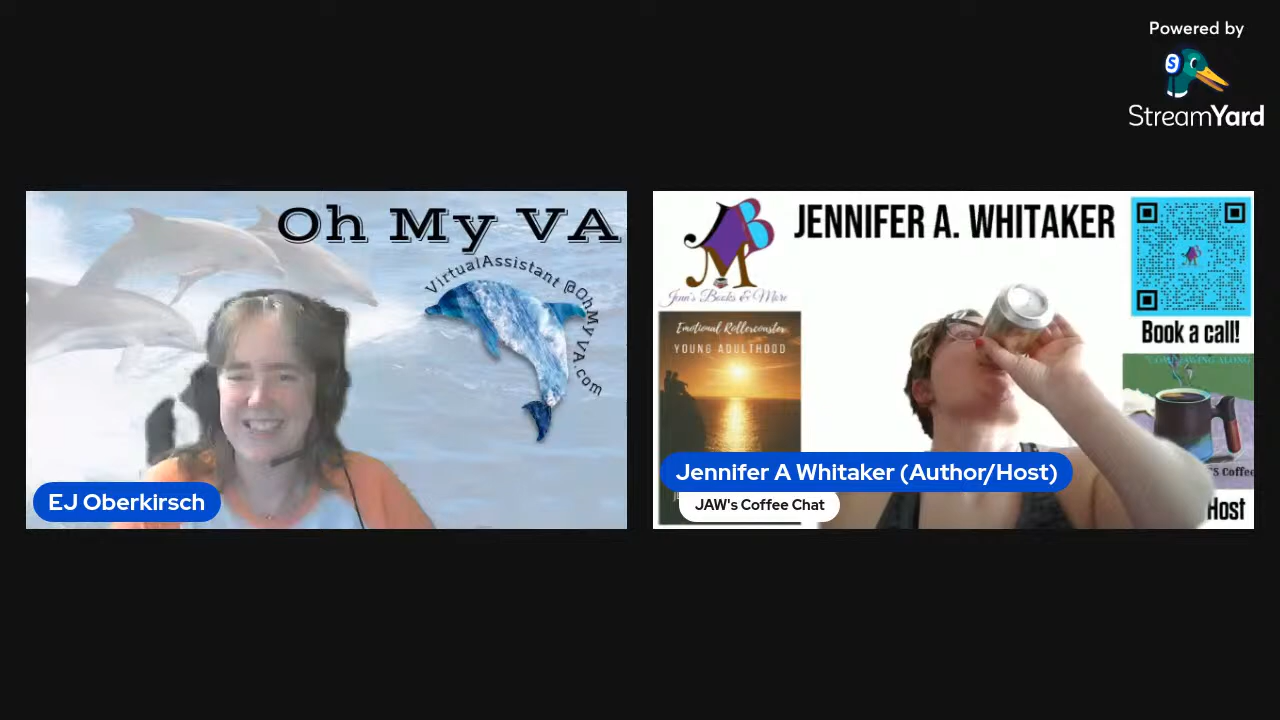 Powered by
S
StreamYard
Oh My VA
VirtualAssistant @OhMyVA.com
EJ Oberkirsch
JENNIFER A. WHITAKER
J B M
Jenn's Books & More
Emotional Rollercoaster
YOUNG ADULTHOOD
Book a call!
Coffee
Host
Jennifer A Whitaker (Author/Host)
JAW's Coffee Chat